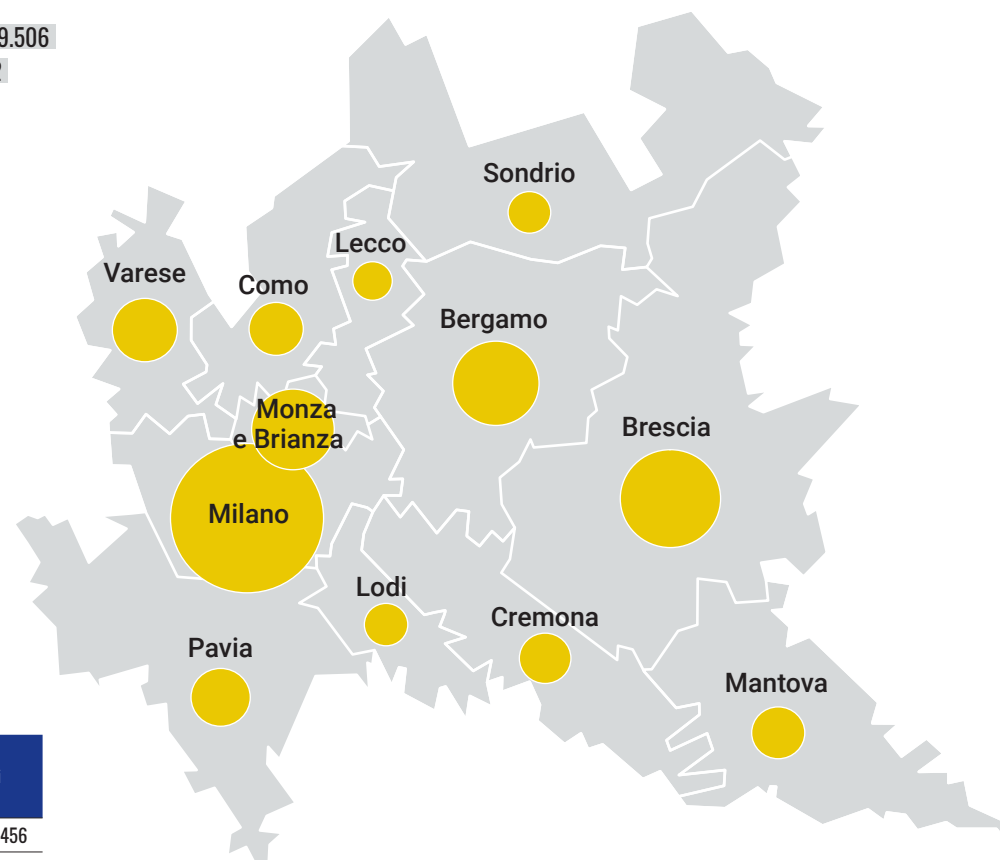 9.506
Sondrio
Lecco
Varese
Como
Bergamo
Monza
e Brianza
Brescia
Milano
Lodi
Cremona
Pavia
Mantova
456